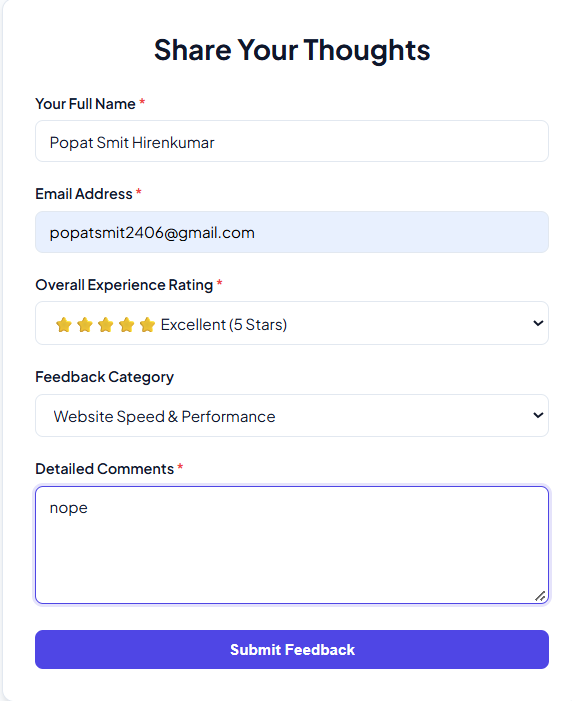 Share Your Thoughts
Your Full Name *
Popat Smit Hirenkumar
Email Address *
popatsmit2406@gmail.com
Overall Experience Rating *
⭐⭐⭐⭐⭐ Excellent (5 Stars)
Feedback Category
Website Speed & Performance
Detailed Comments *
nope
Submit Feedback